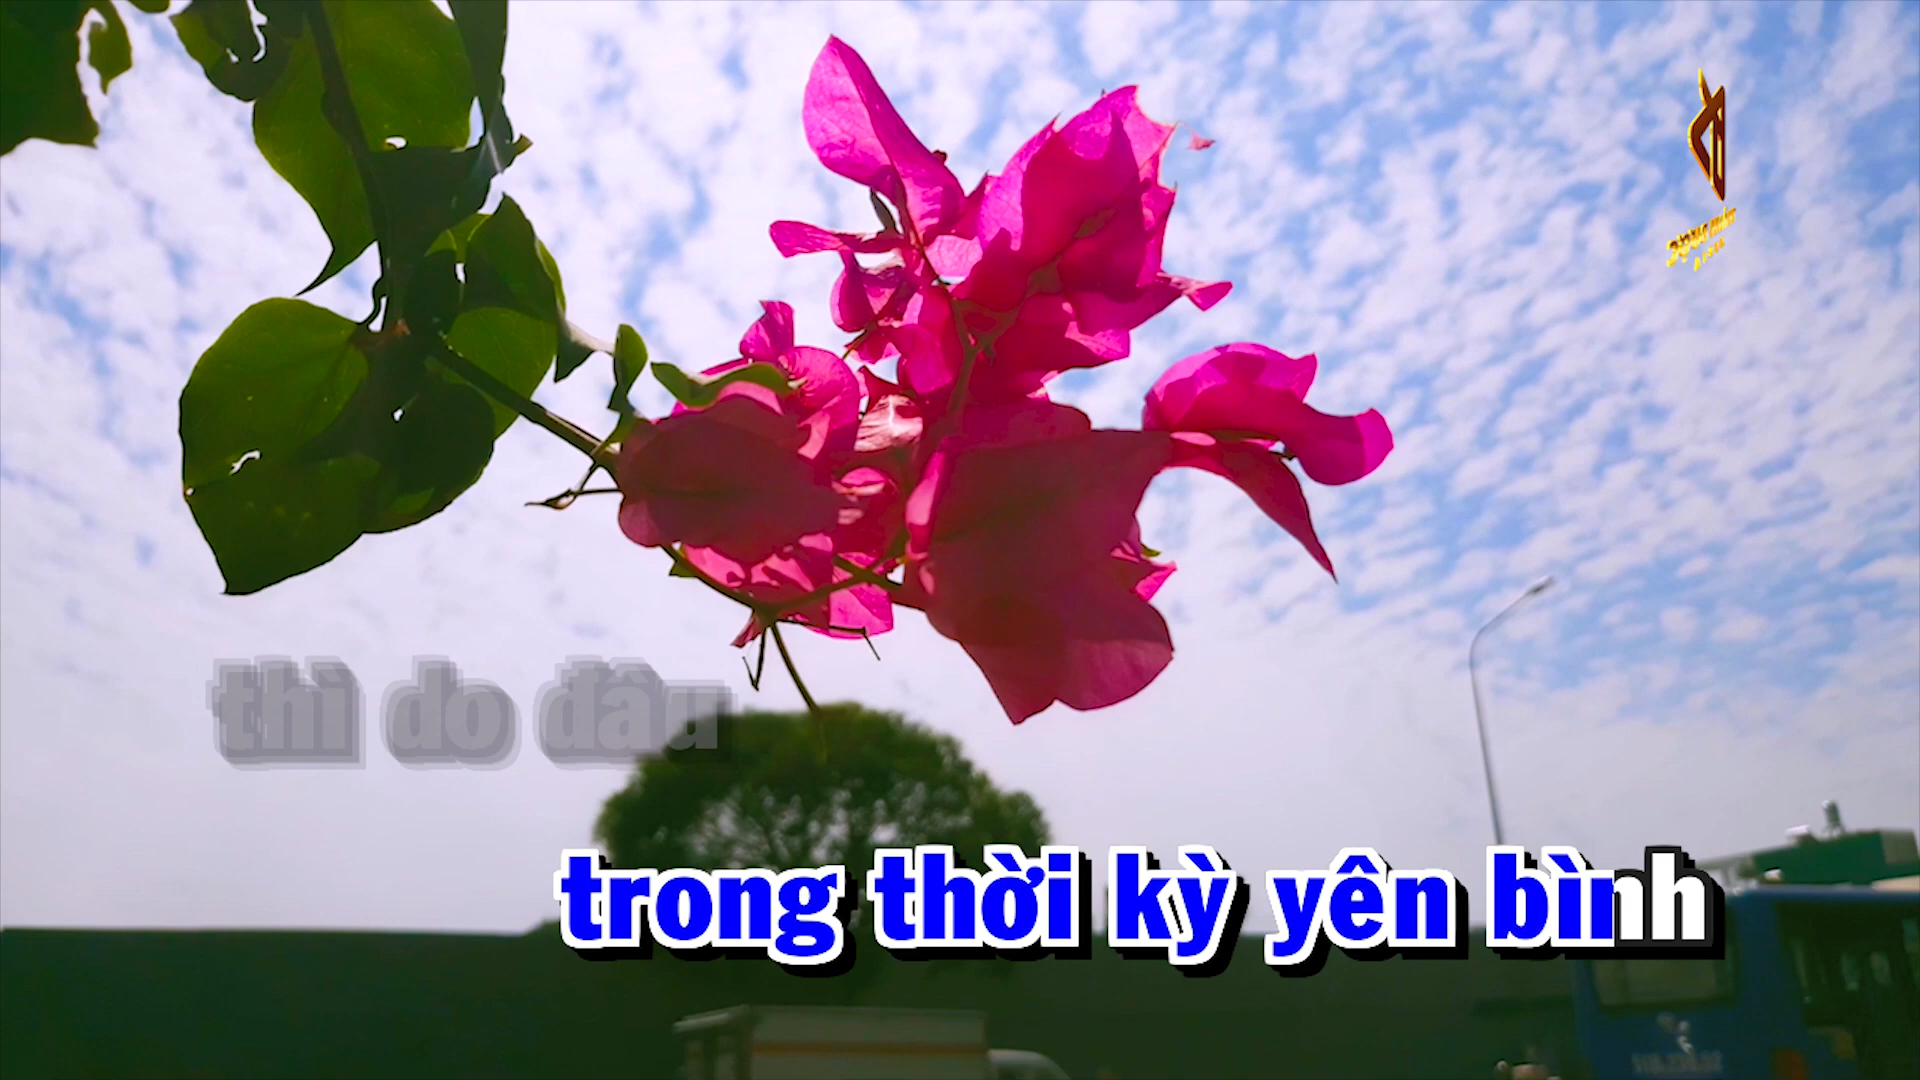 thì do đâu
trong thời kỳ yên bình